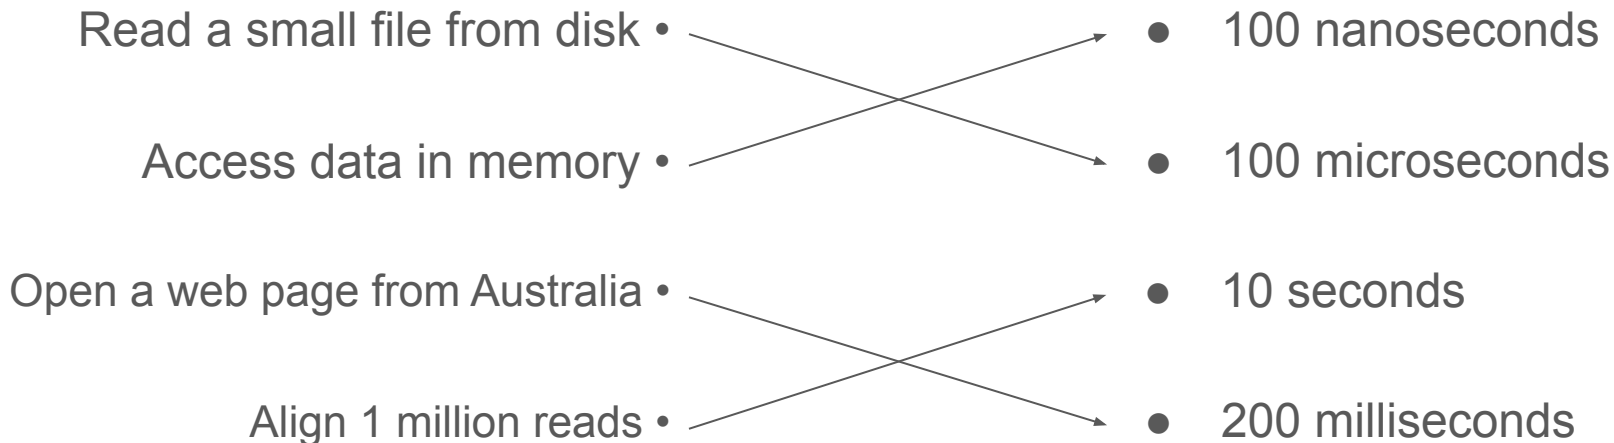 Read a small file from disk • ● 100 nanoseconds
Access data in memory • ● 100 microseconds
Open a web page from Australia • ● 10 seconds
Align 1 million reads • ● 200 milliseconds